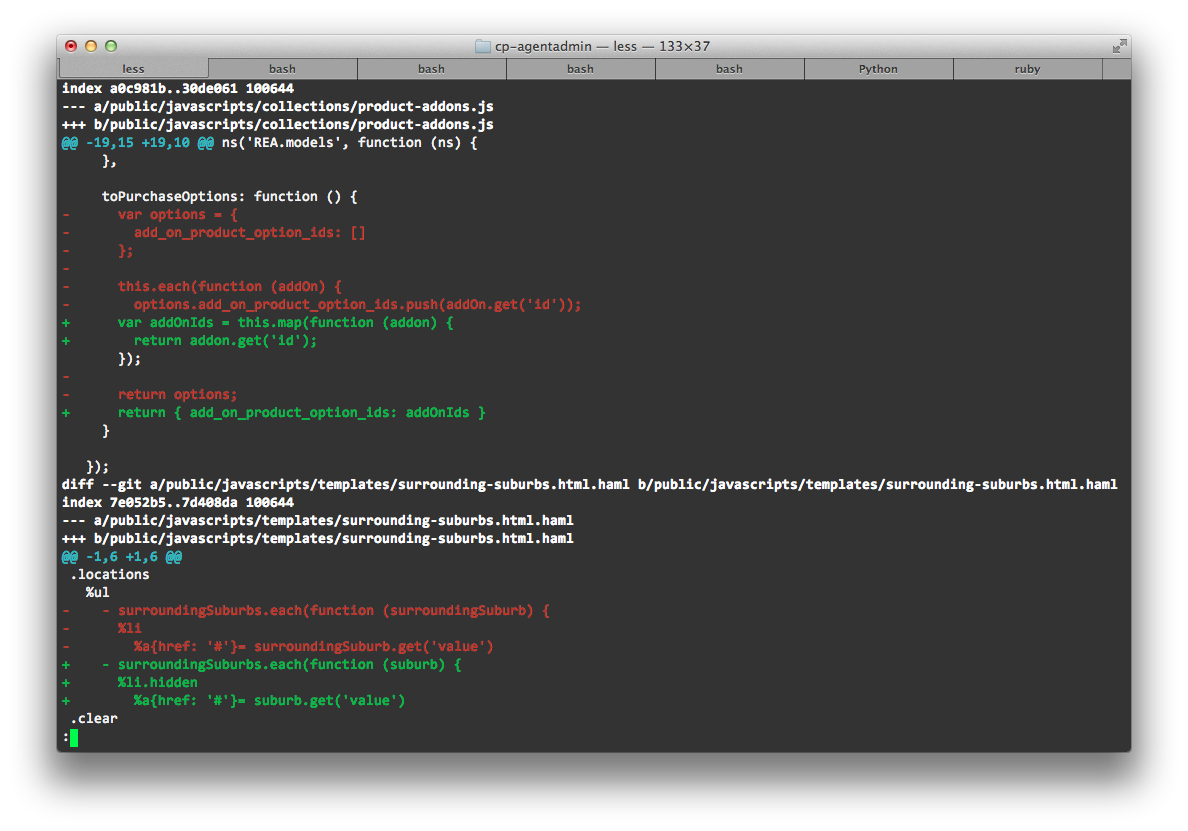 cp-agentadmin — less — 133×37
less bash bash bash bash Python ruby
index a0c981b..30de061 100644
--- a/public/javascripts/collections/product-addons.js
+++ b/public/javascripts/collections/product-addons.js
@@ -19,15 +19,10 @@ ns('REA.models', function (ns) {
     },

     toPurchaseOptions: function () {
-      var options = {
-        add_on_product_option_ids: []
-      };
-
-      this.each(function (addOn) {
-        options.add_on_product_option_ids.push(addOn.get('id'));
+      var addOnIds = this.map(function (addon) {
+        return addon.get('id');
       });
-
-      return options;
+      return { add_on_product_option_ids: addOnIds }
     }

   });
diff --git a/public/javascripts/templates/surrounding-suburbs.html.haml b/public/javascripts/templates/surrounding-suburbs.html.haml
index 7e052b5..7d408da 100644
--- a/public/javascripts/templates/surrounding-suburbs.html.haml
+++ b/public/javascripts/templates/surrounding-suburbs.html.haml
@@ -1,6 +1,6 @@
 .locations
   %ul
-    - surroundingSuburbs.each(function (surroundingSuburb) {
-      %li
-        %a{href: '#'}= surroundingSuburb.get('value')
+    - surroundingSuburbs.each(function (suburb) {
+      %li.hidden
+        %a{href: '#'}= suburb.get('value')
 .clear
: